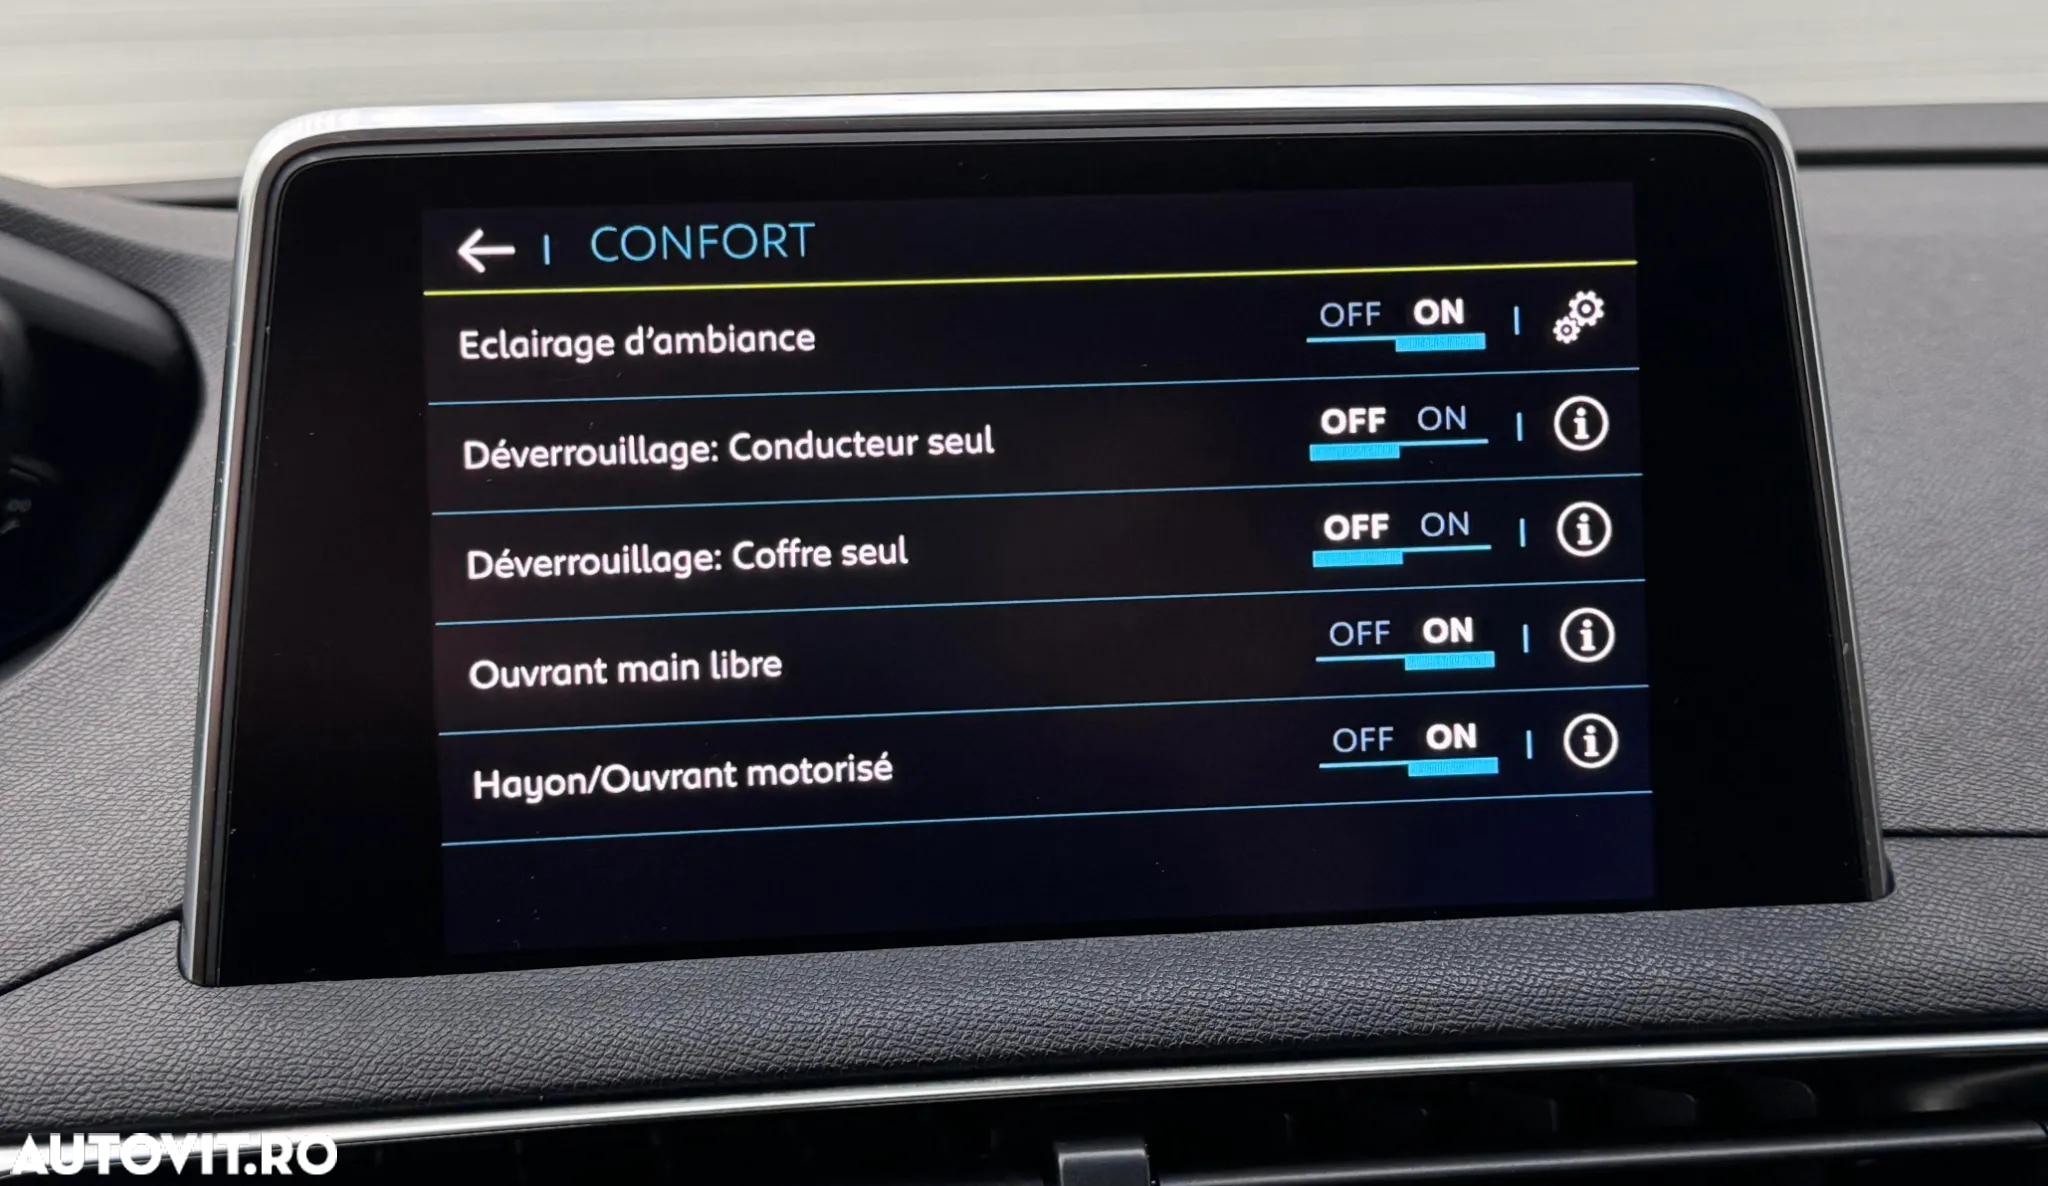 CONFORT
Eclairage d'ambiance OFF ON
Déverrouillage: Conducteur seul OFF ON
Déverrouillage: Coffre seul OFF ON
Ouvrant main libre OFF ON
Hayon/Ouvrant motorisé OFF ON
AUTOVIT.RO